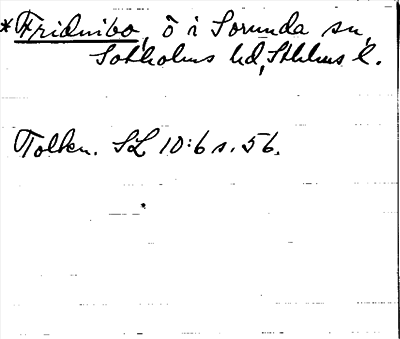 *Fridnibo, ö i Sorunda sn,
Sotholms hd, Sthlms l.
Tolkn. SL 10:6 s. 56.